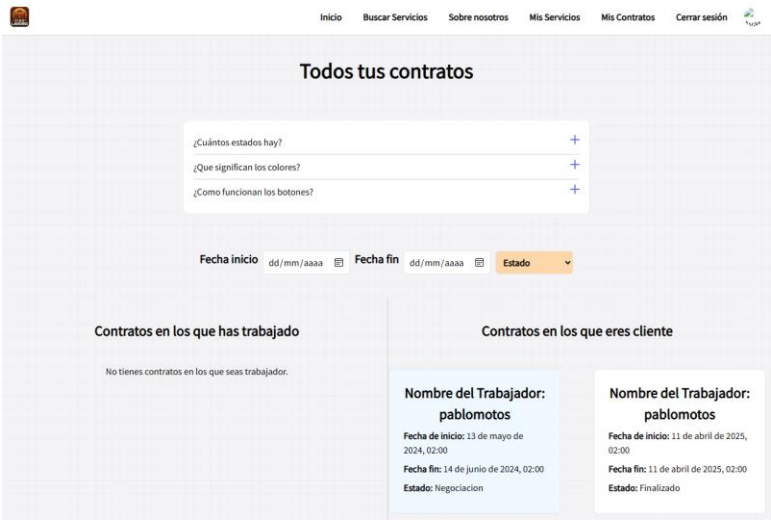 Inicio
Buscar Servicios
Sobre nosotros
Mis Servicios
Mis Contratos
Cerrar sesión
Todos tus contratos
¿Cuántos estados hay?
¿Que significan los colores?
¿Como funcionan los botones?
Fecha inicio
dd/mm/aaaa
Fecha fin
dd/mm/aaaa
Estado
Contratos en los que has trabajado
No tienes contratos en los que seas trabajador.
Contratos en los que eres cliente
Nombre del Trabajador:
pablomotos
Fecha de inicio: 13 de mayo de
2024, 02:00
Fecha fin: 14 de junio de 2024, 02:00
Estado: Negociacion
Nombre del Trabajador:
pablomotos
Fecha de inicio: 11 de abril de 2025,
02:00
Fecha fin: 11 de abril de 2025, 02:00
Estado: Finalizado